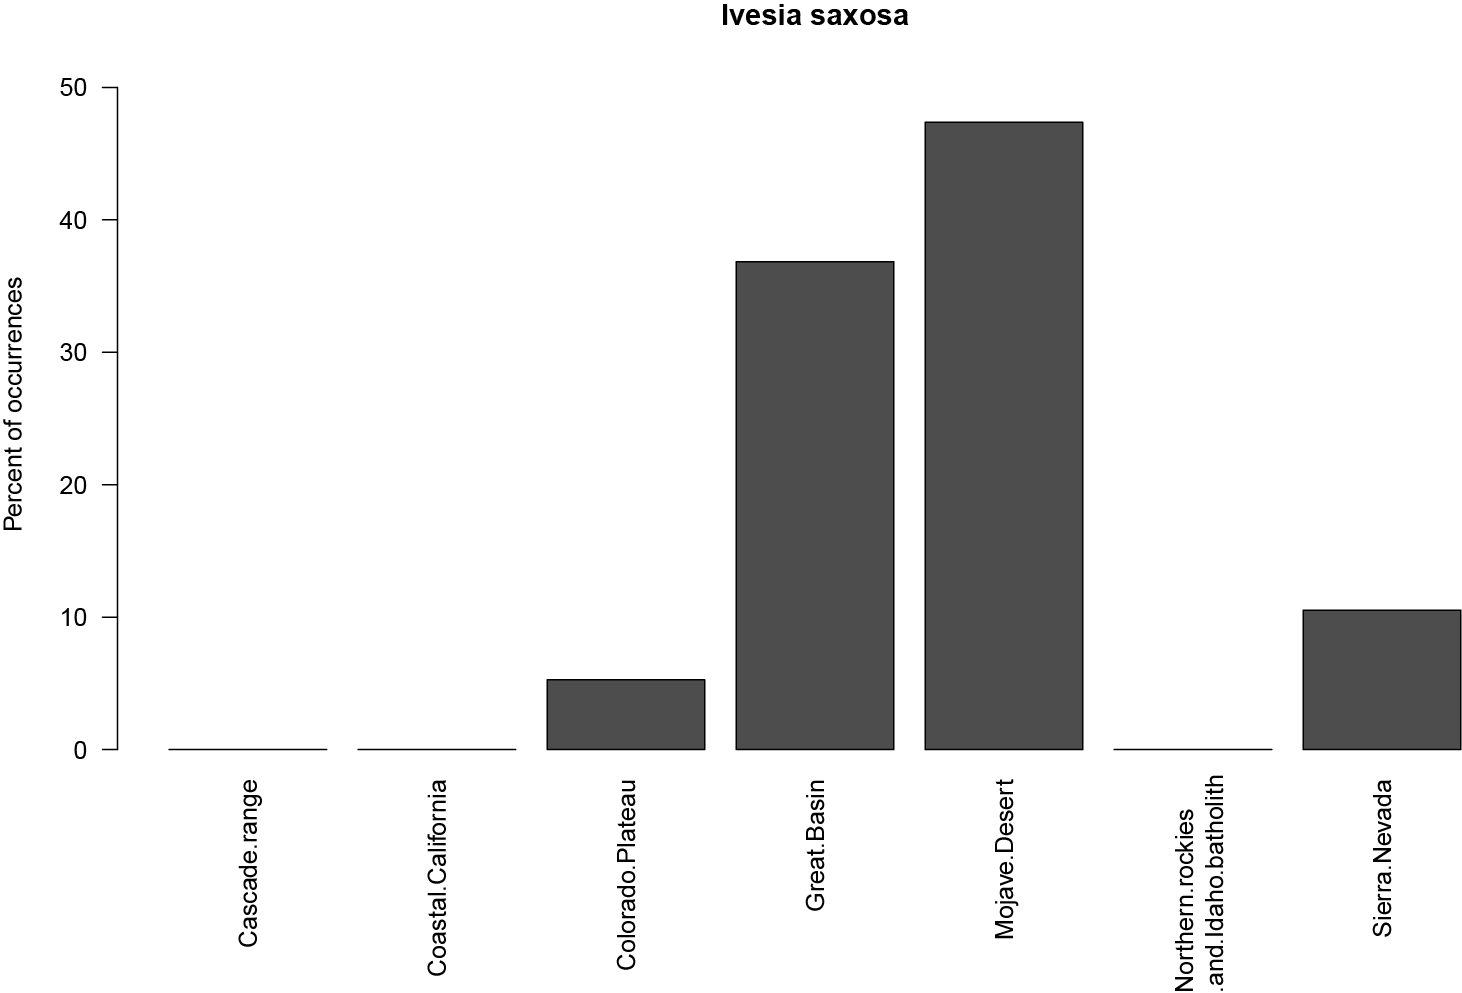 Ivesia saxosa
Percent of occurrences
50
40
30
20
10
0
Cascade.range
Coastal.California
Colorado.Plateau
Great.Basin
Mojave.Desert
Northern.rockies
.and.Idaho.batholith
Sierra.Nevada